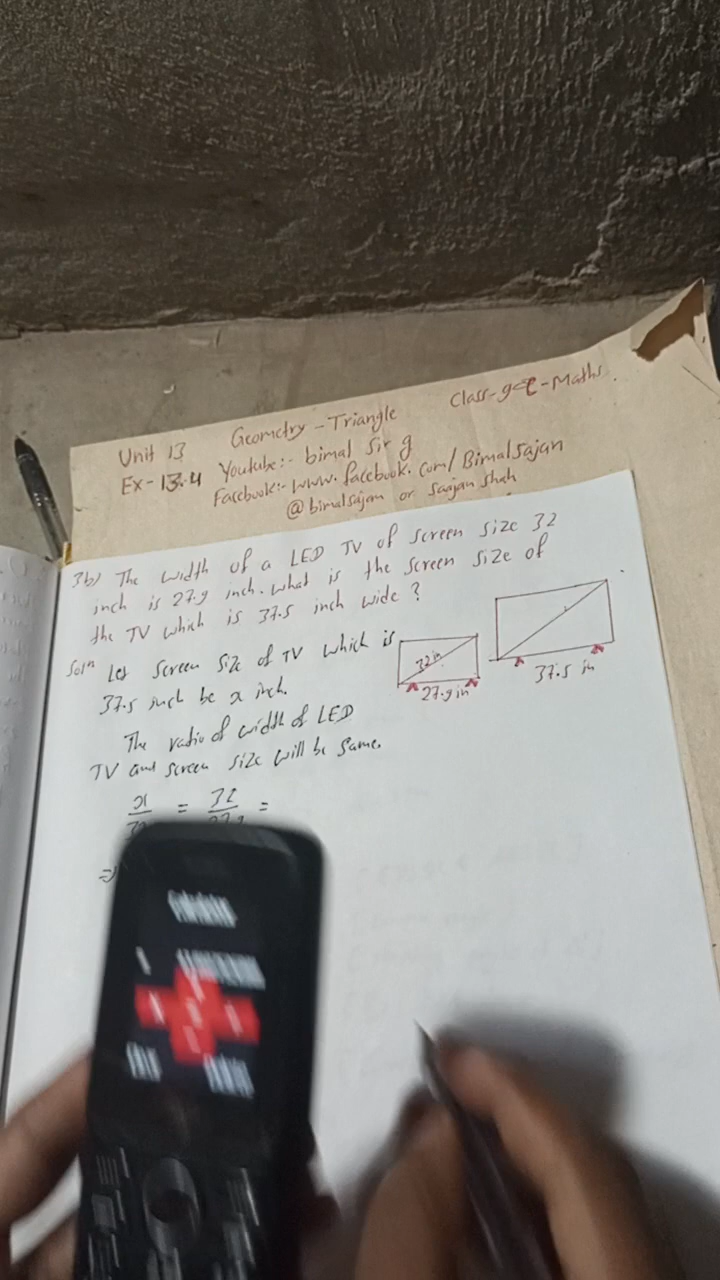 Unit 13 Geometry - Triangle Class-9 - Maths.
Ex - 13.4 Youtube:- bimal Sir g
Facebook:- www.facebook.com/Bimalsajan
@bimalsajan or Saajan Shah
3b) The width of a LED TV of screen size 32
inch is 27.9 inch. What is the screen size of
the TV which is 37.5 inch wide ?
Solⁿ Let screen size of TV which is
37.5 inch be x inch.
32 in
27.9 in
37.5 in
The ratio of width of LED
TV and screen size will be same.
x = 32 =
⇒